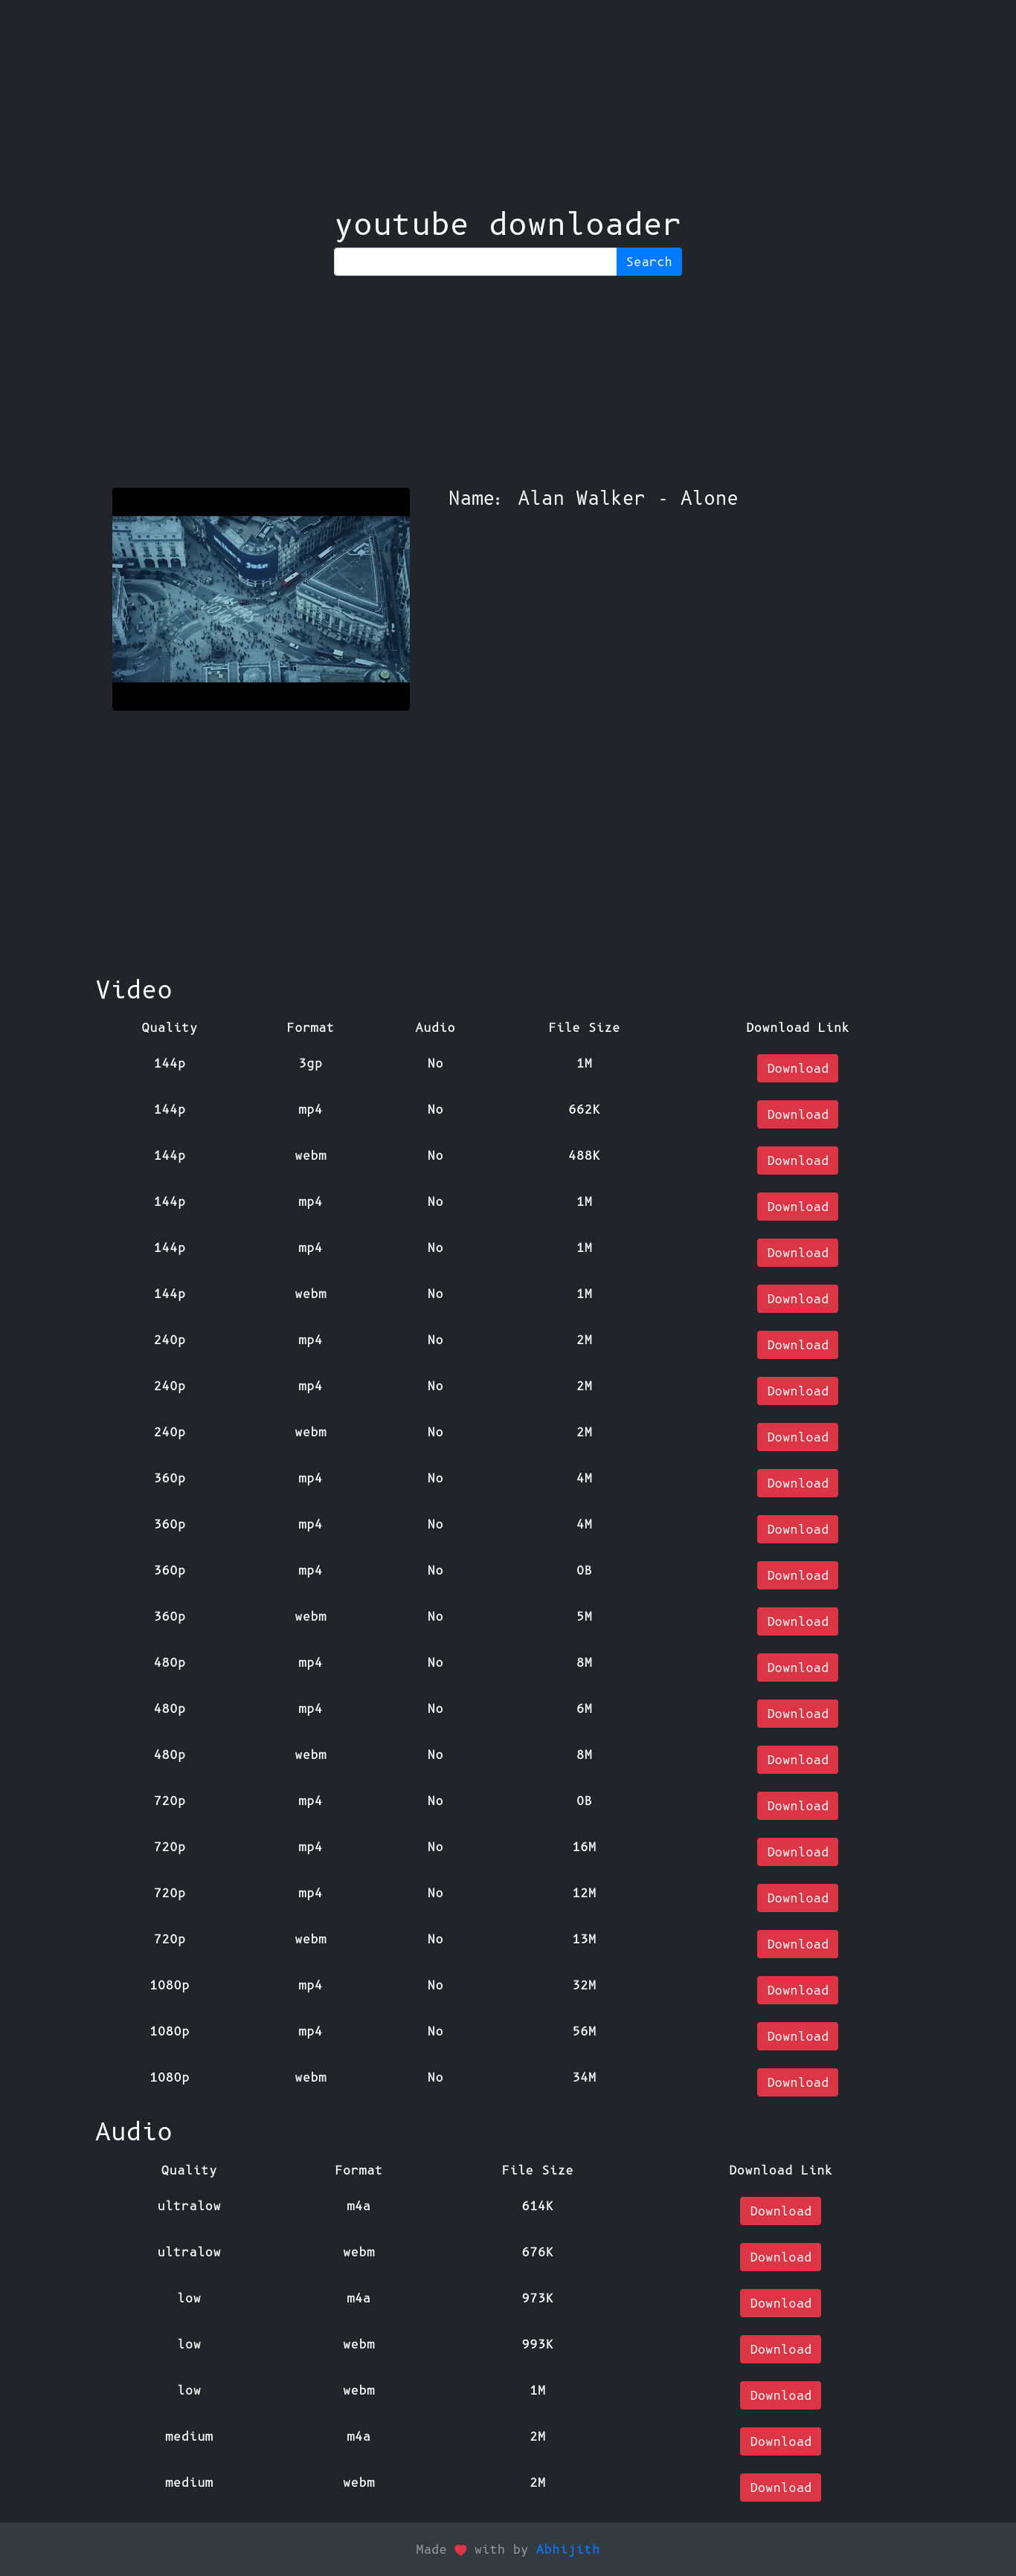 youtube downloader
Search
Name: Alan Walker - Alone
Video
Quality Format Audio File Size Download Link
144p 3gp No 1M Download
144p mp4 No 662K Download
144p webm No 488K Download
144p mp4 No 1M Download
144p mp4 No 1M Download
144p webm No 1M Download
240p mp4 No 2M Download
240p mp4 No 2M Download
240p webm No 2M Download
360p mp4 No 4M Download
360p mp4 No 4M Download
360p mp4 No 0B Download
360p webm No 5M Download
480p mp4 No 8M Download
480p mp4 No 6M Download
480p webm No 8M Download
720p mp4 No 0B Download
720p mp4 No 16M Download
720p mp4 No 12M Download
720p webm No 13M Download
1080p mp4 No 32M Download
1080p mp4 No 56M Download
1080p webm No 34M Download
Audio
Quality Format File Size Download Link
ultralow m4a 614K Download
ultralow webm 676K Download
low m4a 973K Download
low webm 993K Download
low webm 1M Download
medium m4a 2M Download
medium webm 2M Download
Made ❤ with by Abhijith